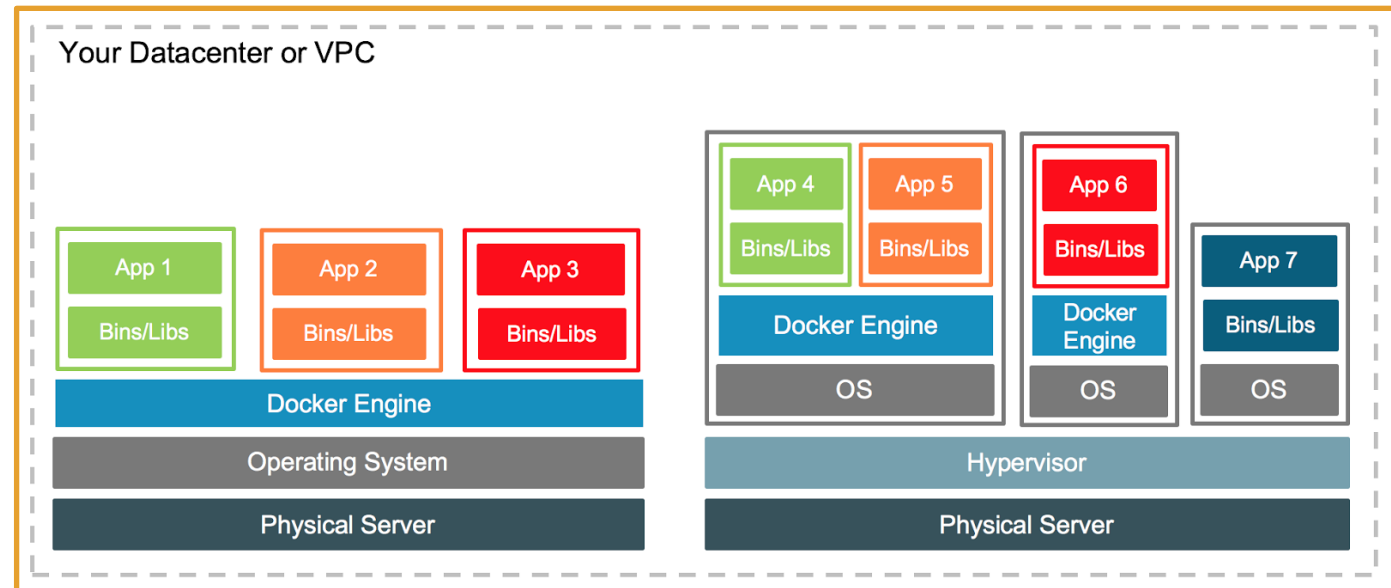 Your Datacenter or VPC
App 1
Bins/Libs
App 2
Bins/Libs
App 3
Bins/Libs
Docker Engine
Operating System
Physical Server
App 4
Bins/Libs
App 5
Bins/Libs
Docker Engine
OS
App 6
Bins/Libs
Docker
Engine
OS
App 7
Bins/Libs
OS
Hypervisor
Physical Server